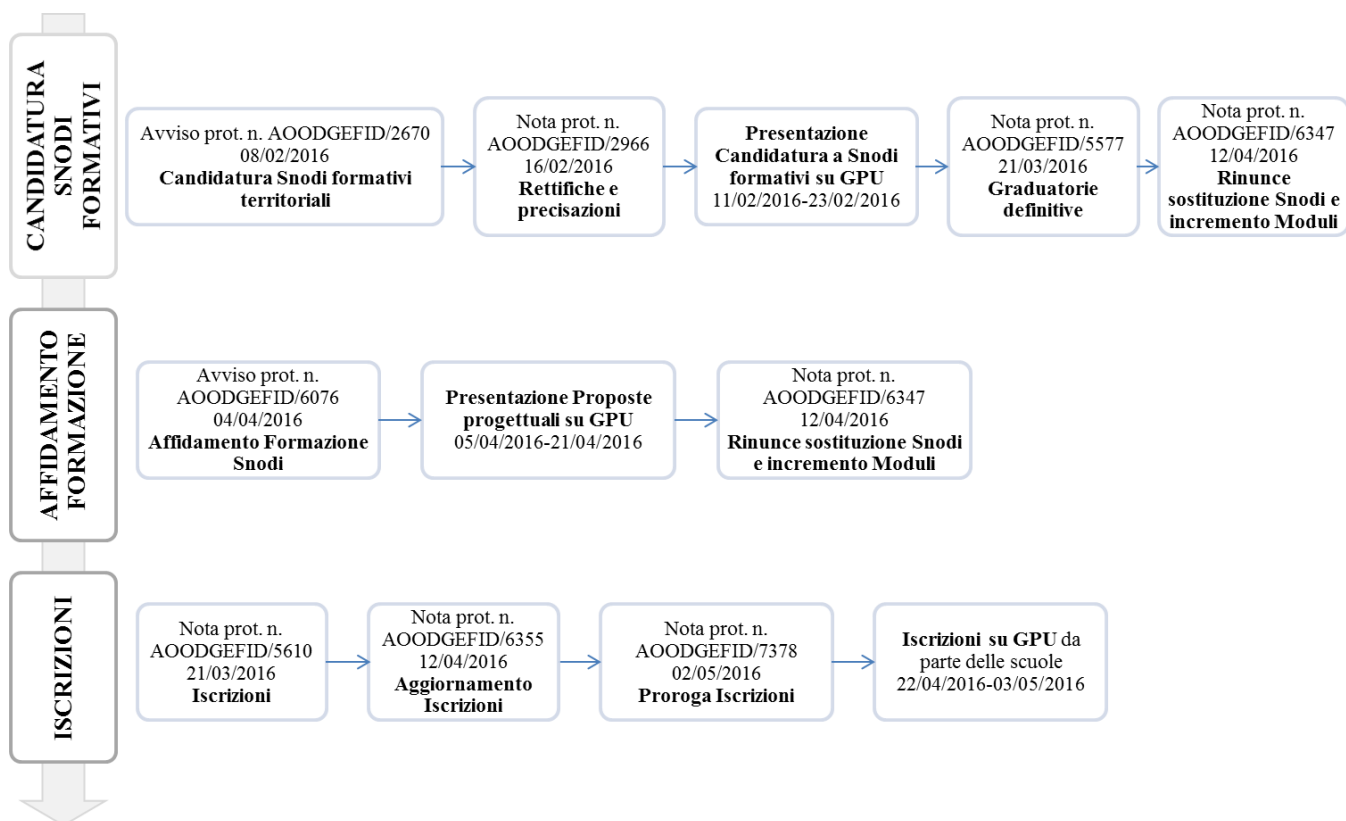 CANDIDATURA
SNODI
FORMATIVI
Avviso prot. n. AOODGEFID/2670
08/02/2016
Candidatura Snodi formativi
territoriali
Nota prot. n.
AOODGEFID/2966
16/02/2016
Rettifiche e
precisazioni
Presentazione
Candidatura a Snodi
formativi su GPU
11/02/2016-23/02/2016
Nota prot. n.
AOODGEFID/5577
21/03/2016
Graduatorie
definitive
Nota prot. n.
AOODGEFID/6347
12/04/2016
Rinunce
sostituzione Snodi e
incremento Moduli
AFFIDAMENTO
FORMAZIONE
Avviso prot. n.
AOODGEFID/6076
04/04/2016
Affidamento Formazione
Snodi
Presentazione Proposte
progettuali su GPU
05/04/2016-21/04/2016
Nota prot. n.
AOODGEFID/6347
12/04/2016
Rinunce sostituzione Snodi
e incremento Moduli
ISCRIZIONI
Nota prot. n.
AOODGEFID/5610
21/03/2016
Iscrizioni
Nota prot. n.
AOODGEFID/6355
12/04/2016
Aggiornamento
Iscrizioni
Nota prot. n.
AOODGEFID/7378
02/05/2016
Proroga Iscrizioni
Iscrizioni su GPU da
parte delle scuole
22/04/2016-03/05/2016